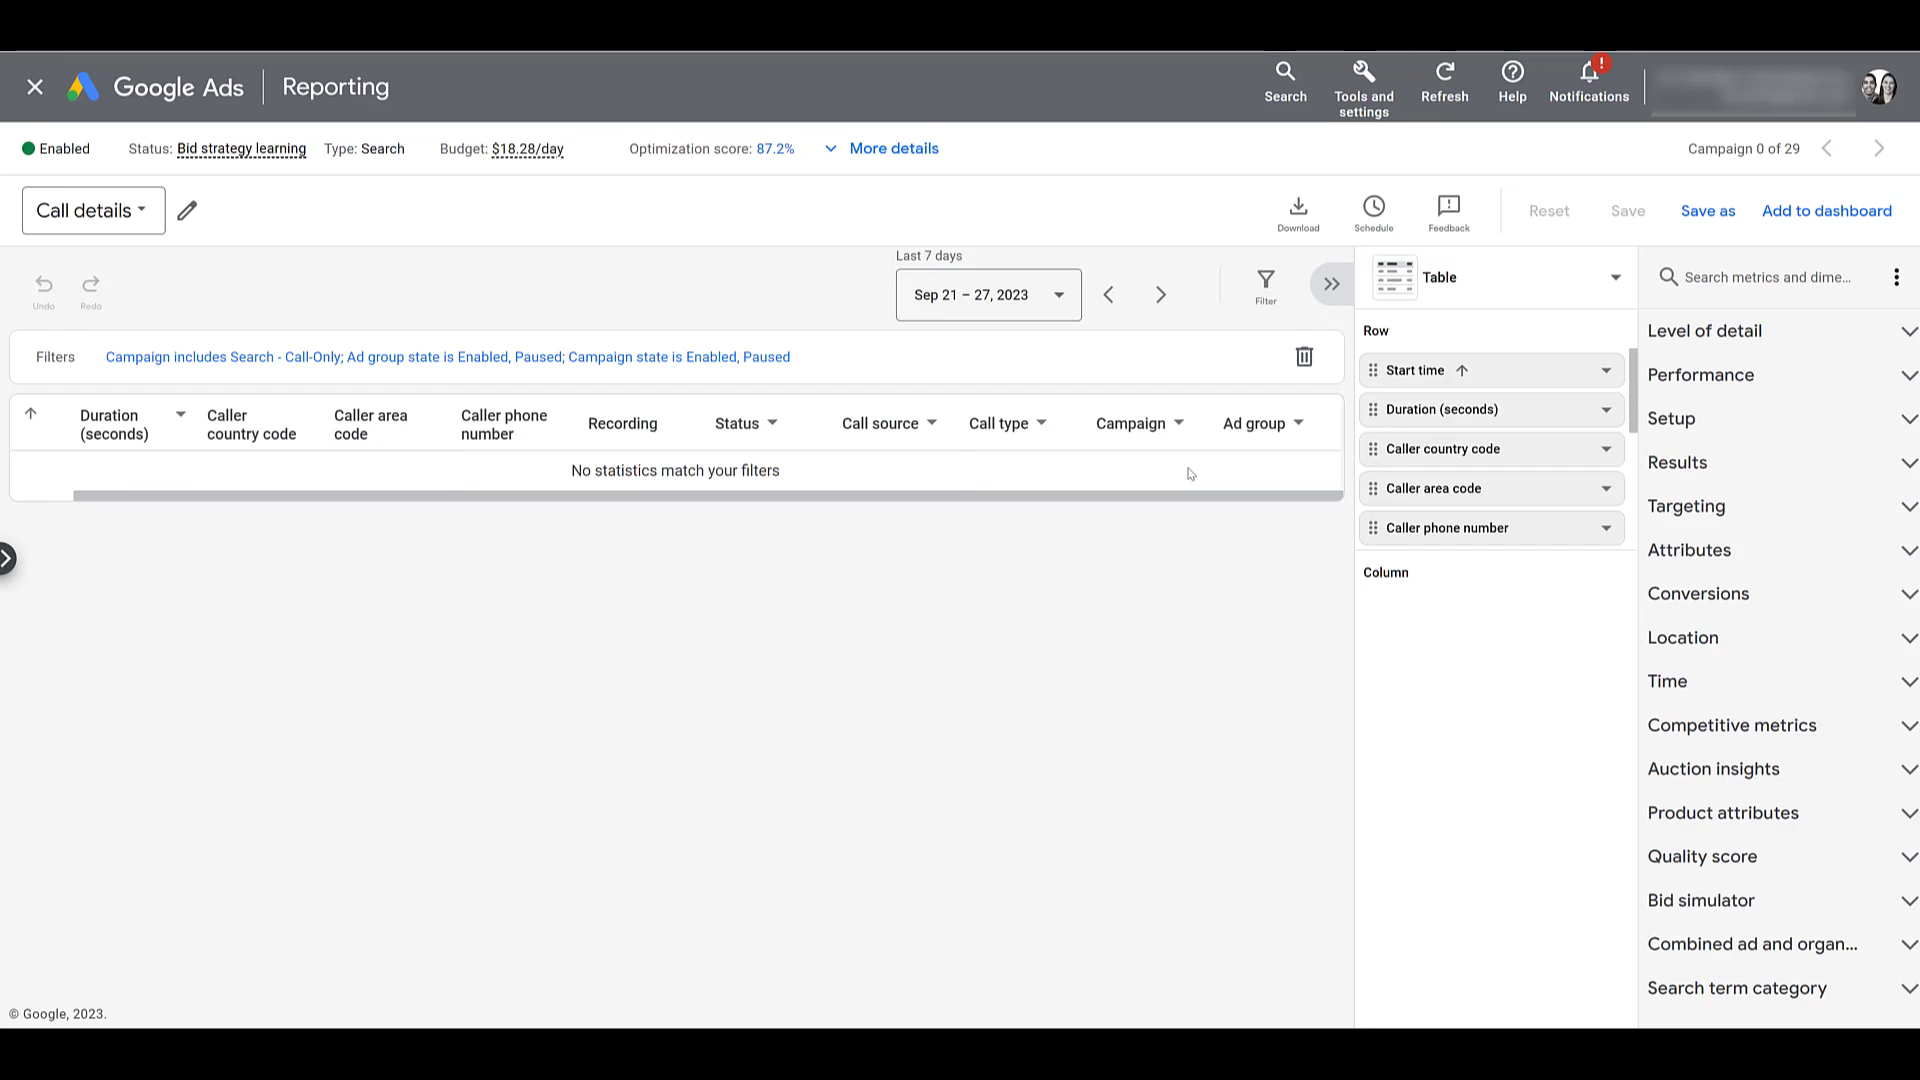 Google Ads
Reporting
Search
Tools and
settings
Refresh
Help
!
Notifications
Enabled
Status: Bid strategy learning
Type: Search
Budget: $18.28/day
Optimization score: 87.2%
More details
Campaign 0 of 29
Call details
Download
Schedule
Feedback
Reset
Save
Save as
Add to dashboard
Undo
Redo
Last 7 days
Sep 21 – 27, 2023
Filter
Filters
Campaign includes Search - Call-Only; Ad group state is Enabled, Paused; Campaign state is Enabled, Paused
Duration
(seconds)
Caller
country code
Caller area
code
Caller phone
number
Recording
Status
Call source
Call type
Campaign
Ad group
No statistics match your filters
Table
Row
Start time
Duration (seconds)
Caller country code
Caller area code
Caller phone number
Column
Search metrics and dime...
Level of detail
Performance
Setup
Results
Targeting
Attributes
Conversions
Location
Time
Competitive metrics
Auction insights
Product attributes
Quality score
Bid simulator
Combined ad and organ...
Search term category
© Google, 2023.